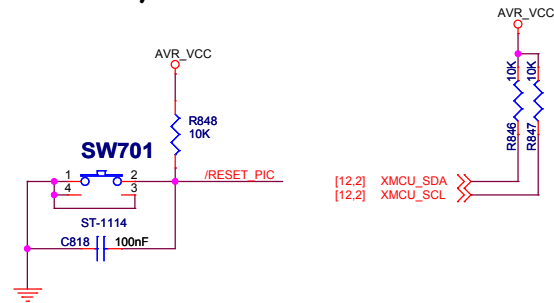 AVR_VCC
R848
10K
SW701
1
2
4
3
/RESET_PIC
ST-1114
C818
100nF
AVR_VCC
10K
10K
R846
R847
[12,2] XMCU_SDA
[12,2] XMCU_SCL